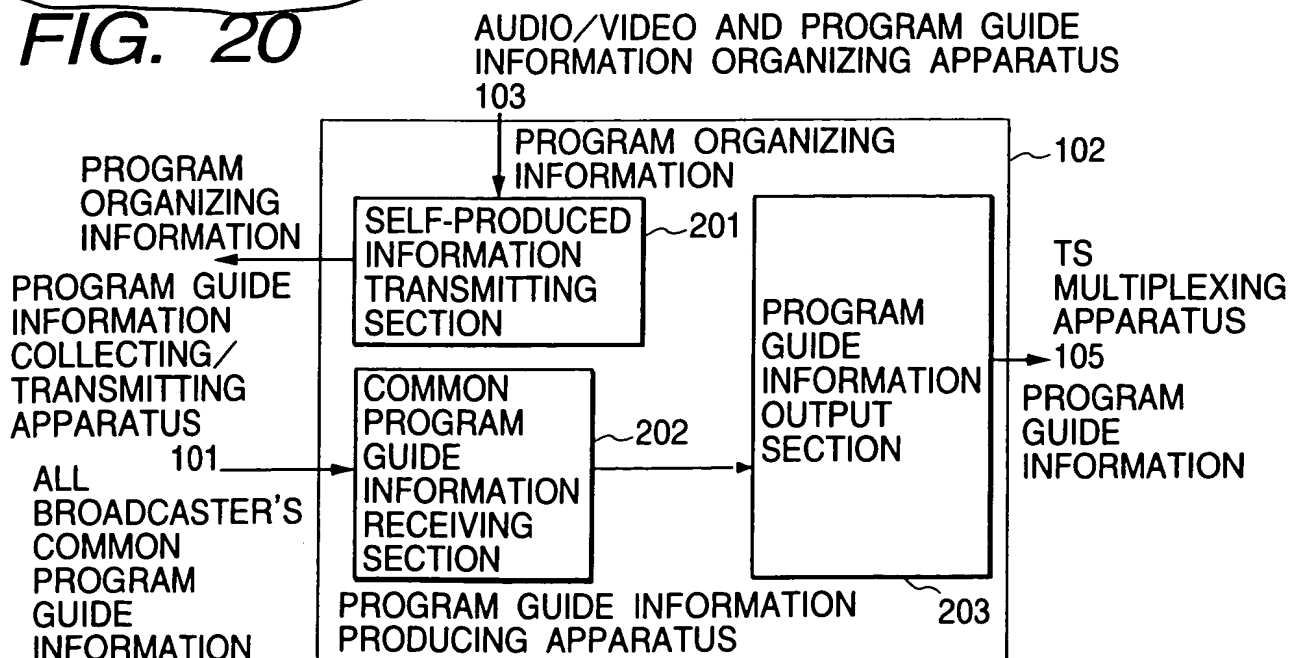 FIG. 20
AUDIO/VIDEO AND PROGRAM GUIDE
INFORMATION ORGANIZING APPARATUS
103
PROGRAM ORGANIZING
INFORMATION
102
PROGRAM
ORGANIZING
INFORMATION
SELF-PRODUCED
INFORMATION
TRANSMITTING
SECTION
201
PROGRAM GUIDE
INFORMATION
COLLECTING/
TRANSMITTING
APPARATUS
101
COMMON
PROGRAM
GUIDE
INFORMATION
RECEIVING
SECTION
202
PROGRAM
GUIDE
INFORMATION
OUTPUT
SECTION
203
TS
MULTIPLEXING
APPARATUS
105
PROGRAM
GUIDE
INFORMATION
ALL
BROADCASTER'S
COMMON
PROGRAM
GUIDE
INFORMATION
PROGRAM GUIDE INFORMATION
PRODUCING APPARATUS